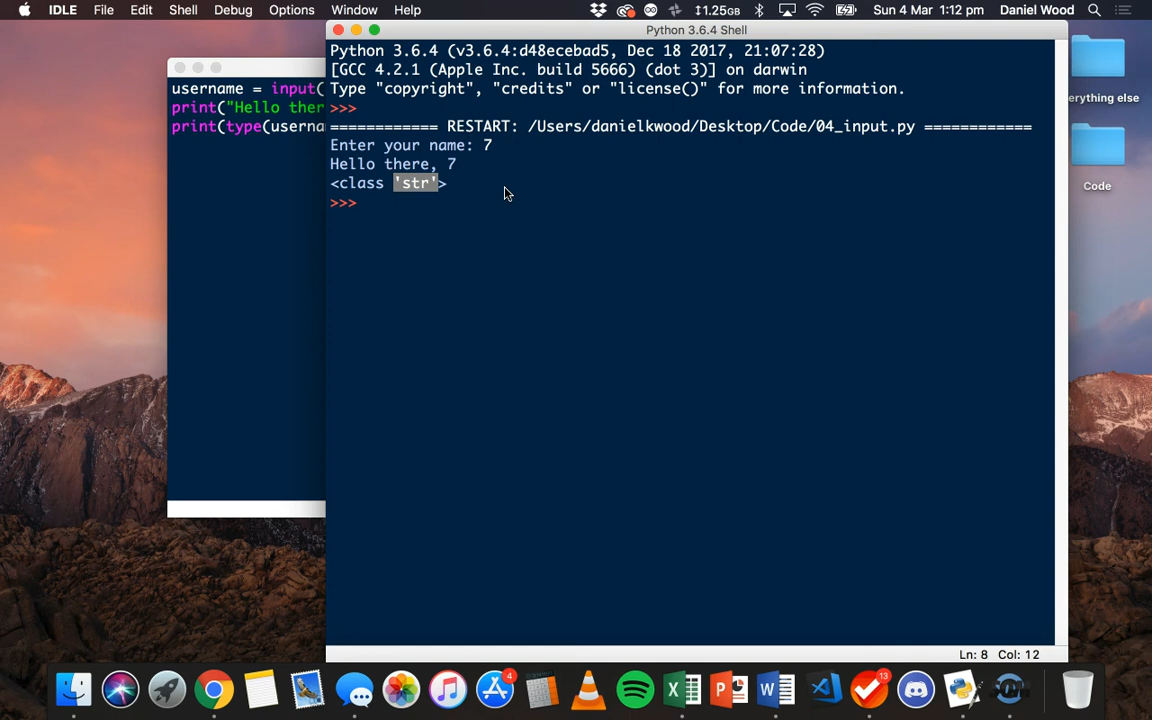 IDLE File Edit Shell Debug Options Window Help 1.25GB Sun 4 Mar 1:12 pm Daniel Wood
Python 3.6.4 Shell
username = input(
print("Hello ther
print(type(userna
Python 3.6.4 (v3.6.4:d48ecebad5, Dec 18 2017, 21:07:28)
[GCC 4.2.1 (Apple Inc. build 5666) (dot 3)] on darwin
Type "copyright", "credits" or "license()" for more information.
>>>
============ RESTART: /Users/danielkwood/Desktop/Code/04_input.py ============
Enter your name: 7
Hello there, 7
<class 'str'>
>>>
Ln: 8 Col: 12
erything else
Code
4
13